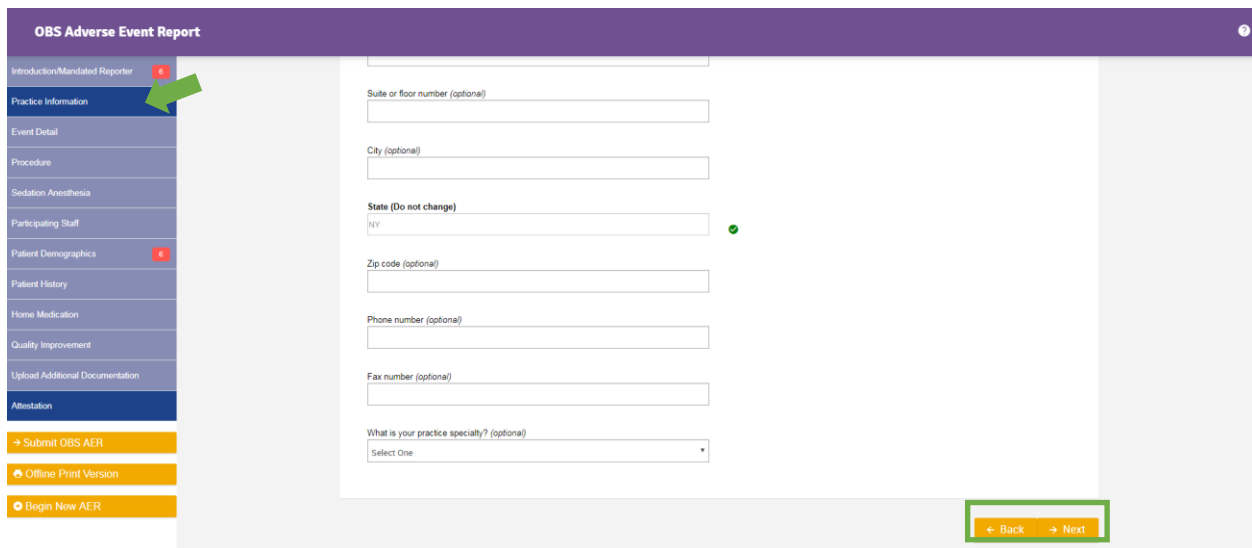 OBS Adverse Event Report
?
Introduction/Mandated Reporter 6
Practice Information
Event Detail
Procedure
Sedation Anesthesia
Participating Staff
Patient Demographics 6
Patient History
Home Medication
Quality Improvement
Upload Additional Documentation
Attestation
→ Submit OBS AER
Offline Print Version
Begin New AER
Suite or floor number (optional)
City (optional)
State (Do not change)
NY
Zip code (optional)
Phone number (optional)
Fax number (optional)
What is your practice specialty? (optional)
Select One
← Back → Next